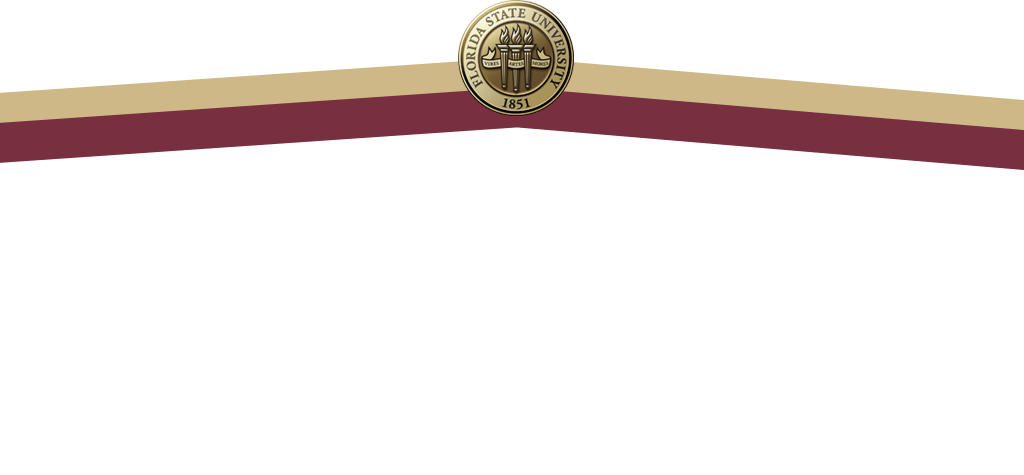 FLORIDA STATE UNIVERSITY
VIRES ARTES MORES
1851